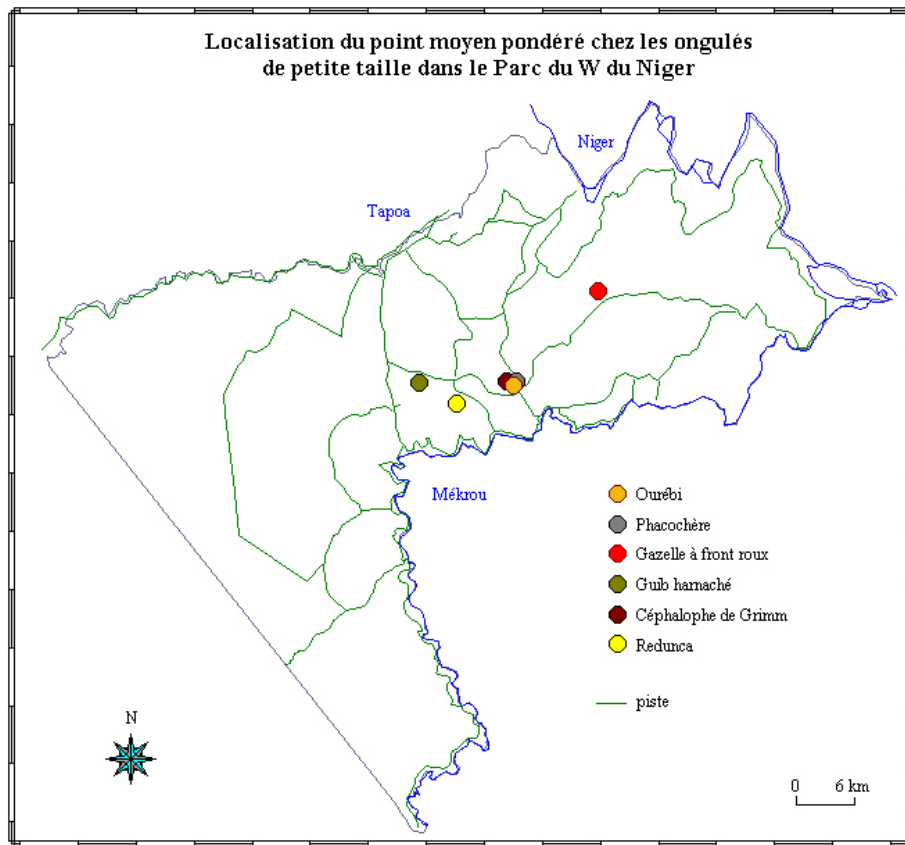 Localisation du point moyen pondéré chez les ongulés
de petite taille dans le Parc du W du Niger
Niger
Tapoa
Mékrou
Ourébi
Phacochère
Gazelle à front roux
Guib harnaché
Céphalophe de Grimm
Redunca
piste
N
0 6 km